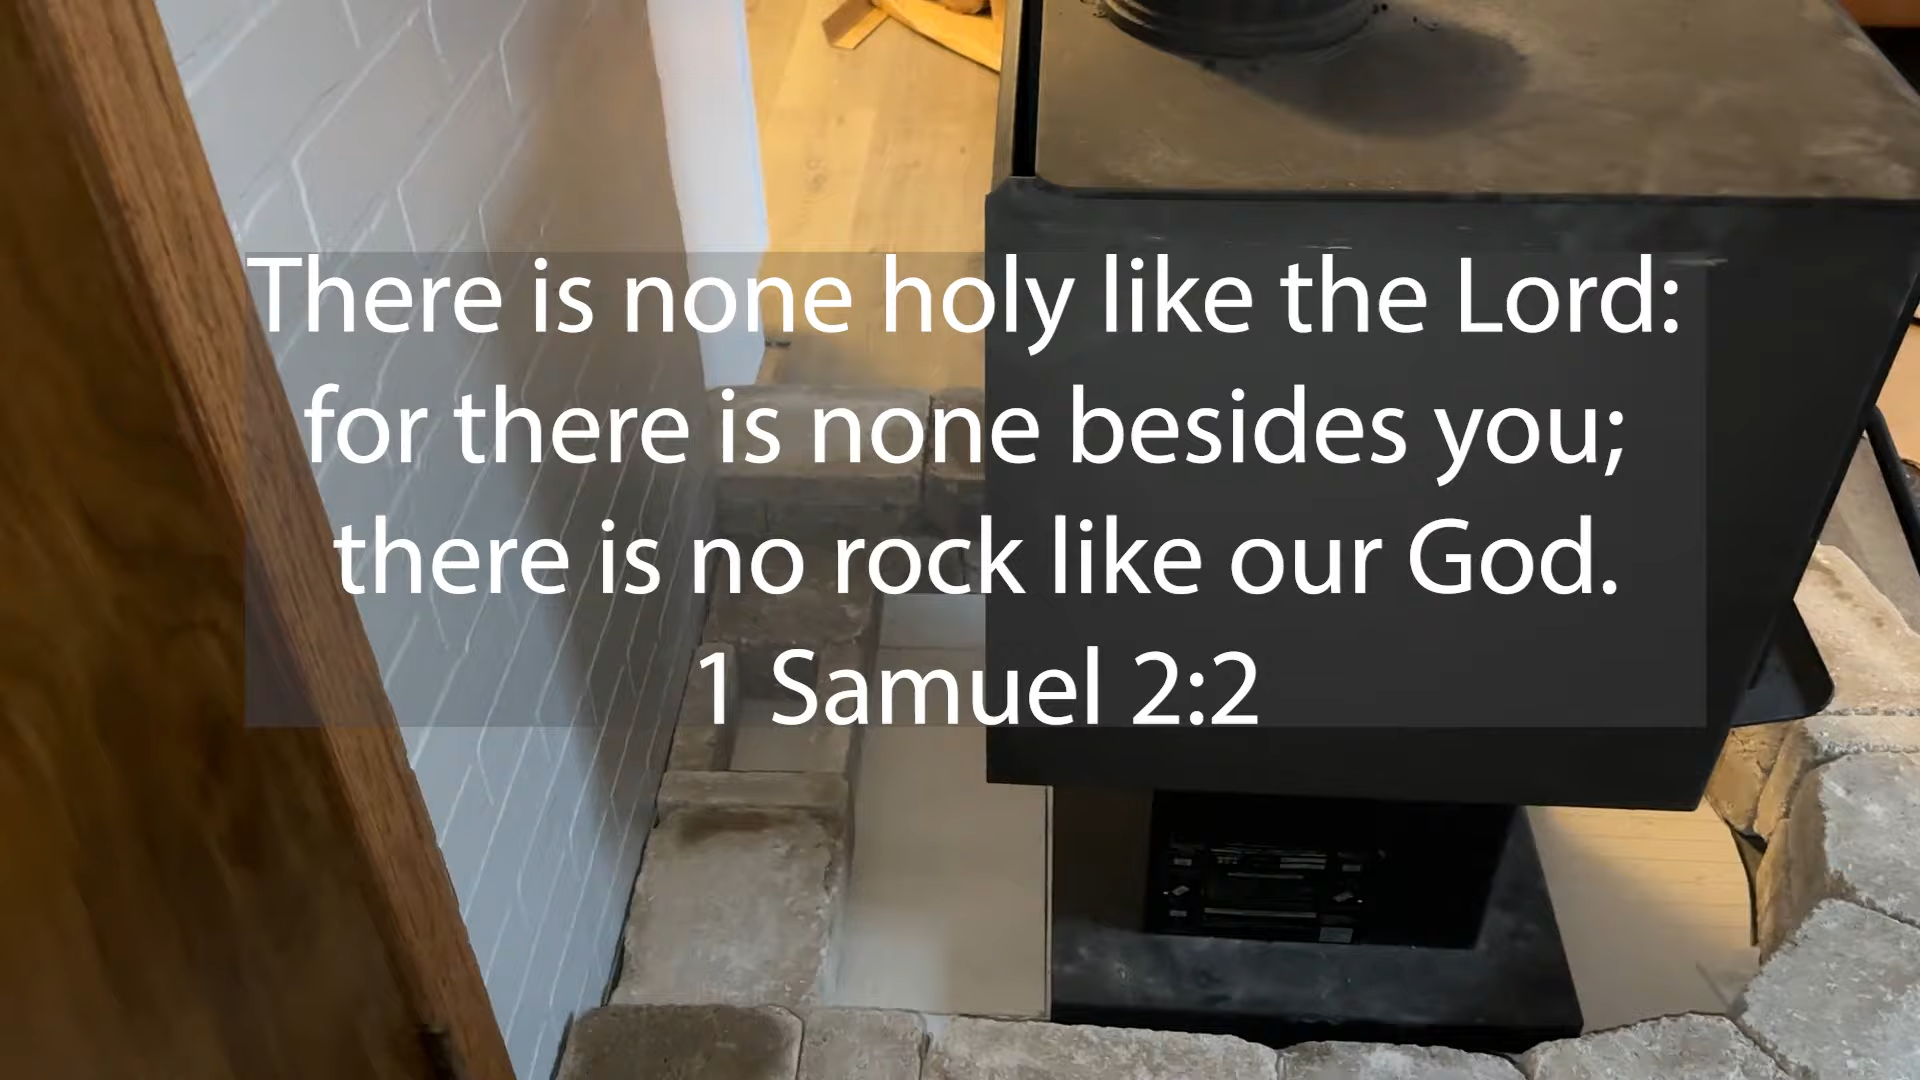 There is none holy like the Lord:
for there is none besides you;
there is no rock like our God.
1 Samuel 2:2